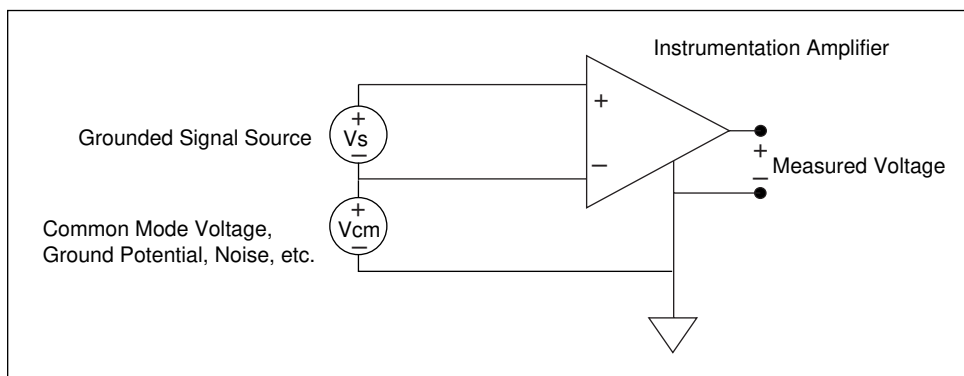 Instrumentation Amplifier
+
+
Grounded Signal Source
Vs
−
−
+
Measured Voltage
−
+
Common Mode Voltage,
Vcm
Ground Potential, Noise, etc.
−